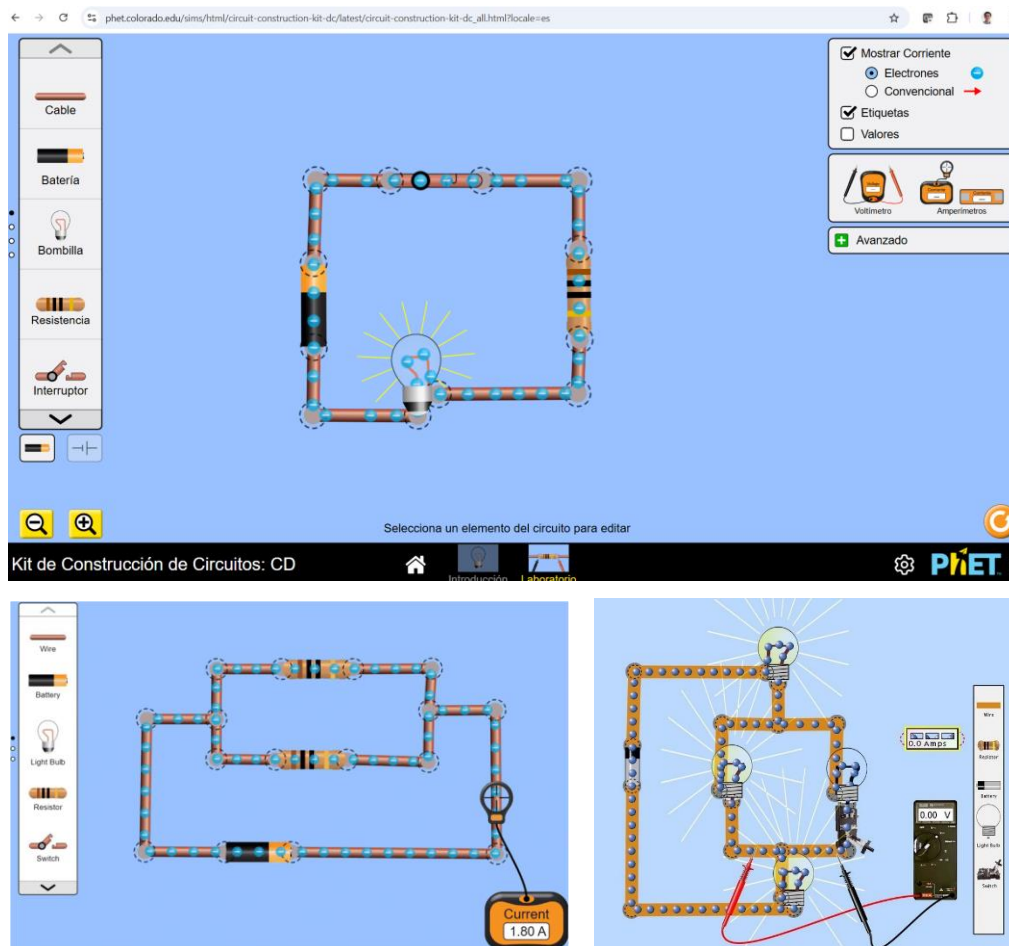 phet.colorado.edu/sims/html/circuit-construction-kit-dc/latest/circuit-construction-kit-dc_all.html?locale=es
Cable
Batería
Bombilla
Resistencia
Interruptor
Mostrar Corriente
Electrones
Convencional
Etiquetas
Valores
Voltímetro
Amperímetros
Avanzado
Selecciona un elemento del circuito para editar
Kit de Construcción de Circuitos: CD
Introducción
Laboratorio
PhET
Wire
Battery
Light Bulb
Resistor
Switch
Current
1.80 A
0.0 Amps
0.00 V
Wire
Resistor
Battery
Light Bulb
Switch